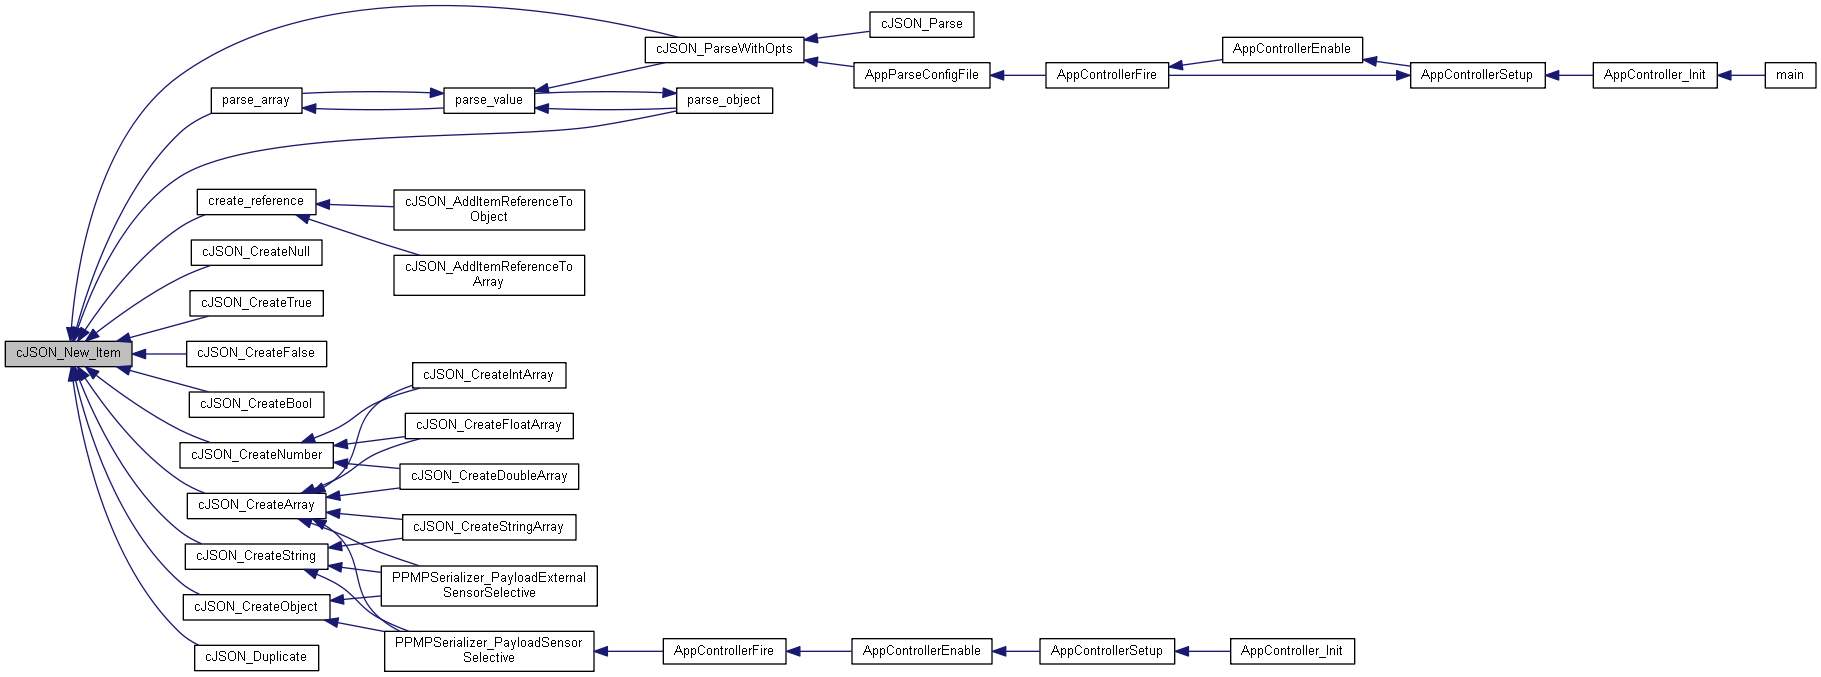 cJSON_Parse
cJSON_ParseWithOpts
AppControllerEnable
AppParseConfigFile
AppControllerFire
AppControllerSetup
AppController_Init
main
parse_array
parse_value
parse_object
create_reference
cJSON_AddItemReferenceTo
Object
cJSON_CreateNull
cJSON_AddItemReferenceTo
Array
cJSON_CreateTrue
cJSON_New_Item
cJSON_CreateFalse
cJSON_CreateIntArray
cJSON_CreateBool
cJSON_CreateFloatArray
cJSON_CreateNumber
cJSON_CreateDoubleArray
cJSON_CreateArray
cJSON_CreateStringArray
cJSON_CreateString
PPMPSerializer_PayloadExternal
SensorSelective
cJSON_CreateObject
PPMPSerializer_PayloadSensor
Selective
AppControllerFire
AppControllerEnable
AppControllerSetup
AppController_Init
cJSON_Duplicate